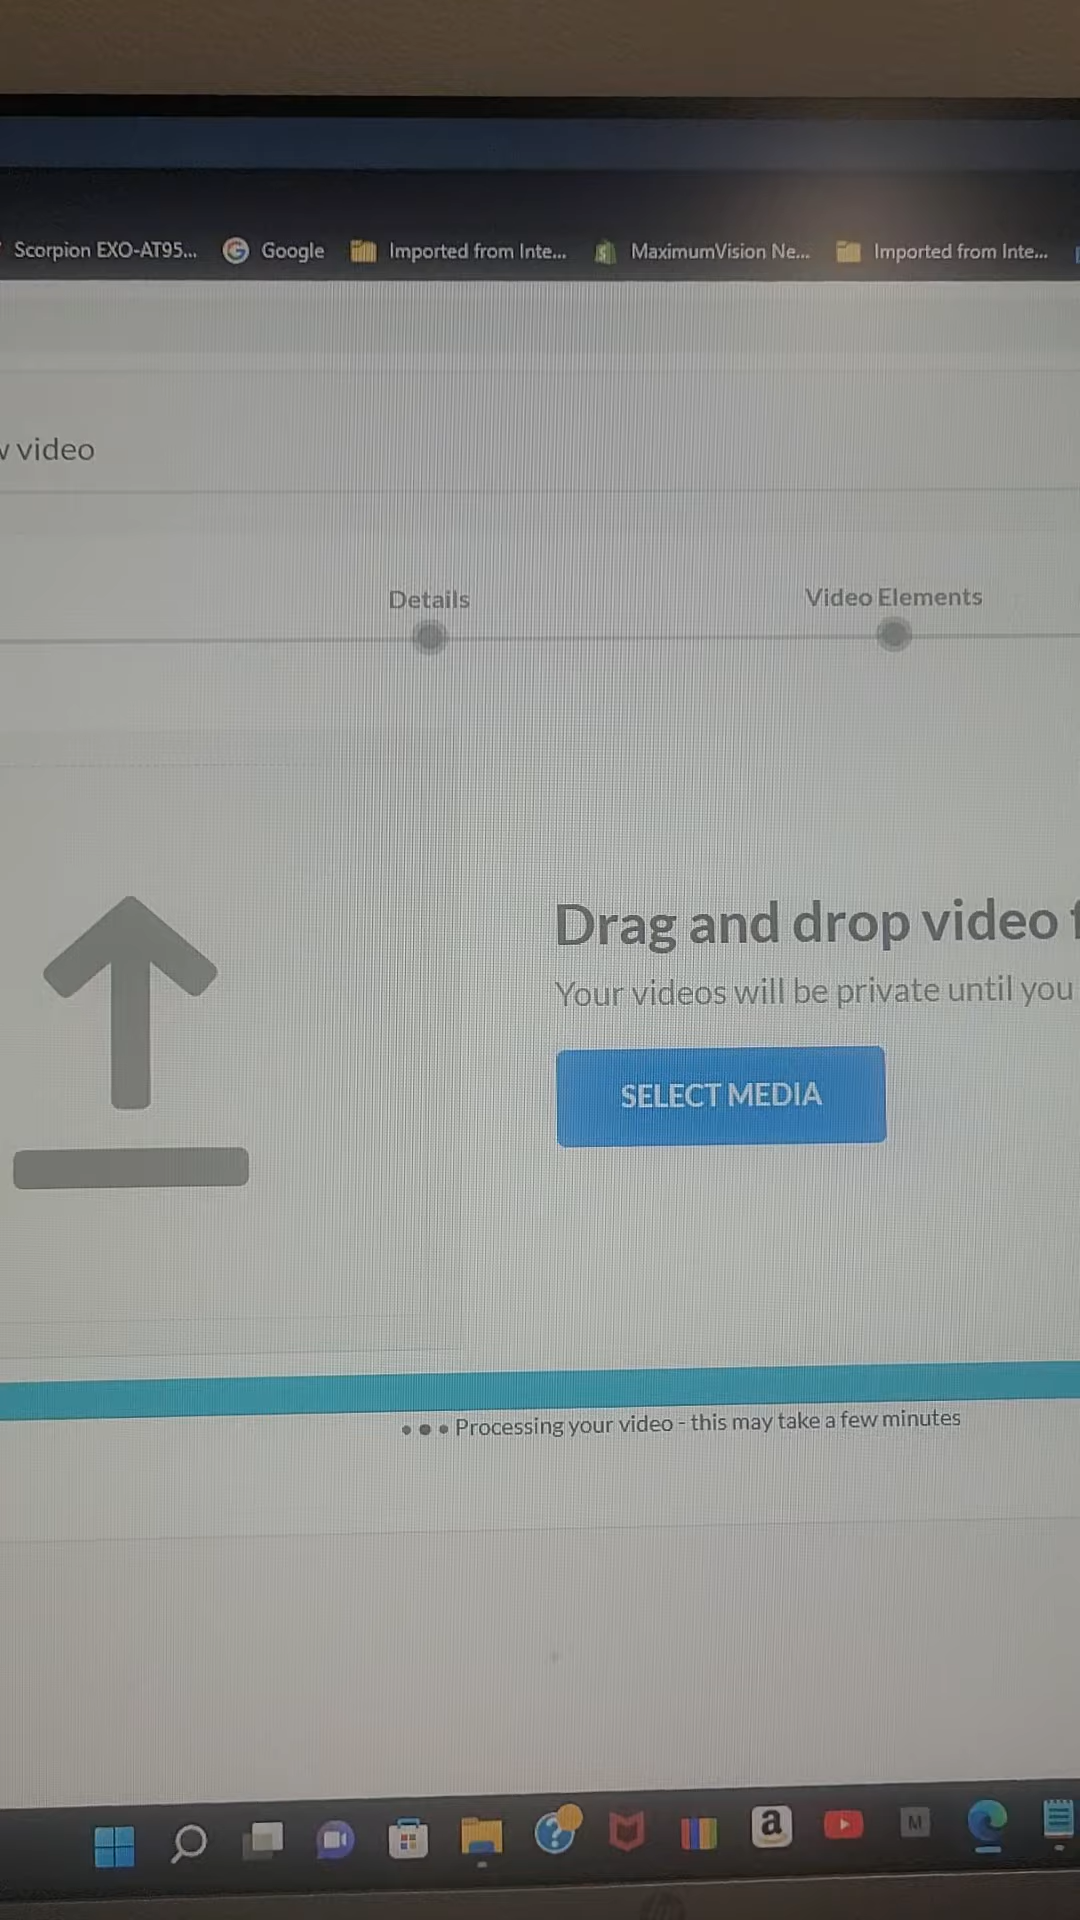 Scorpion EXO-AT95... Google Imported from Inte... MaximumVision Ne... Imported from Inte...
video
Details Video Elements
Drag and drop video
Your videos will be private until you
SELECT MEDIA
Processing your video - this may take a few minutes
a M